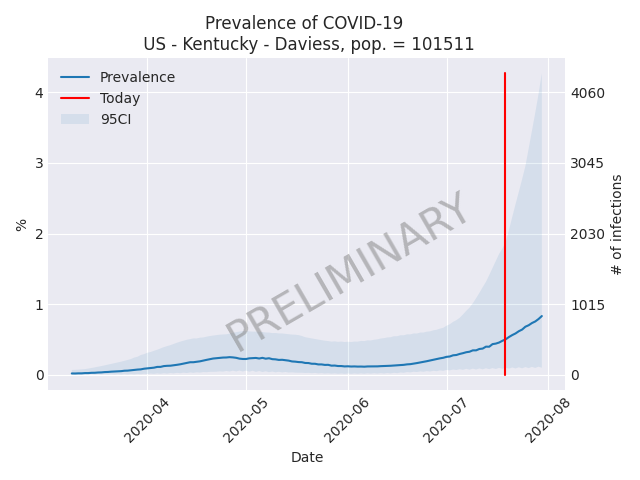 Prevalence of COVID-19
US - Kentucky - Daviess, pop. = 101511
Prevalence
Today
95CI
4
3
2
1
0
%
4060
3045
2030
1015
0
# of infections
PRELIMINARY
2020-04
2020-05
2020-06
2020-07
2020-08
Date